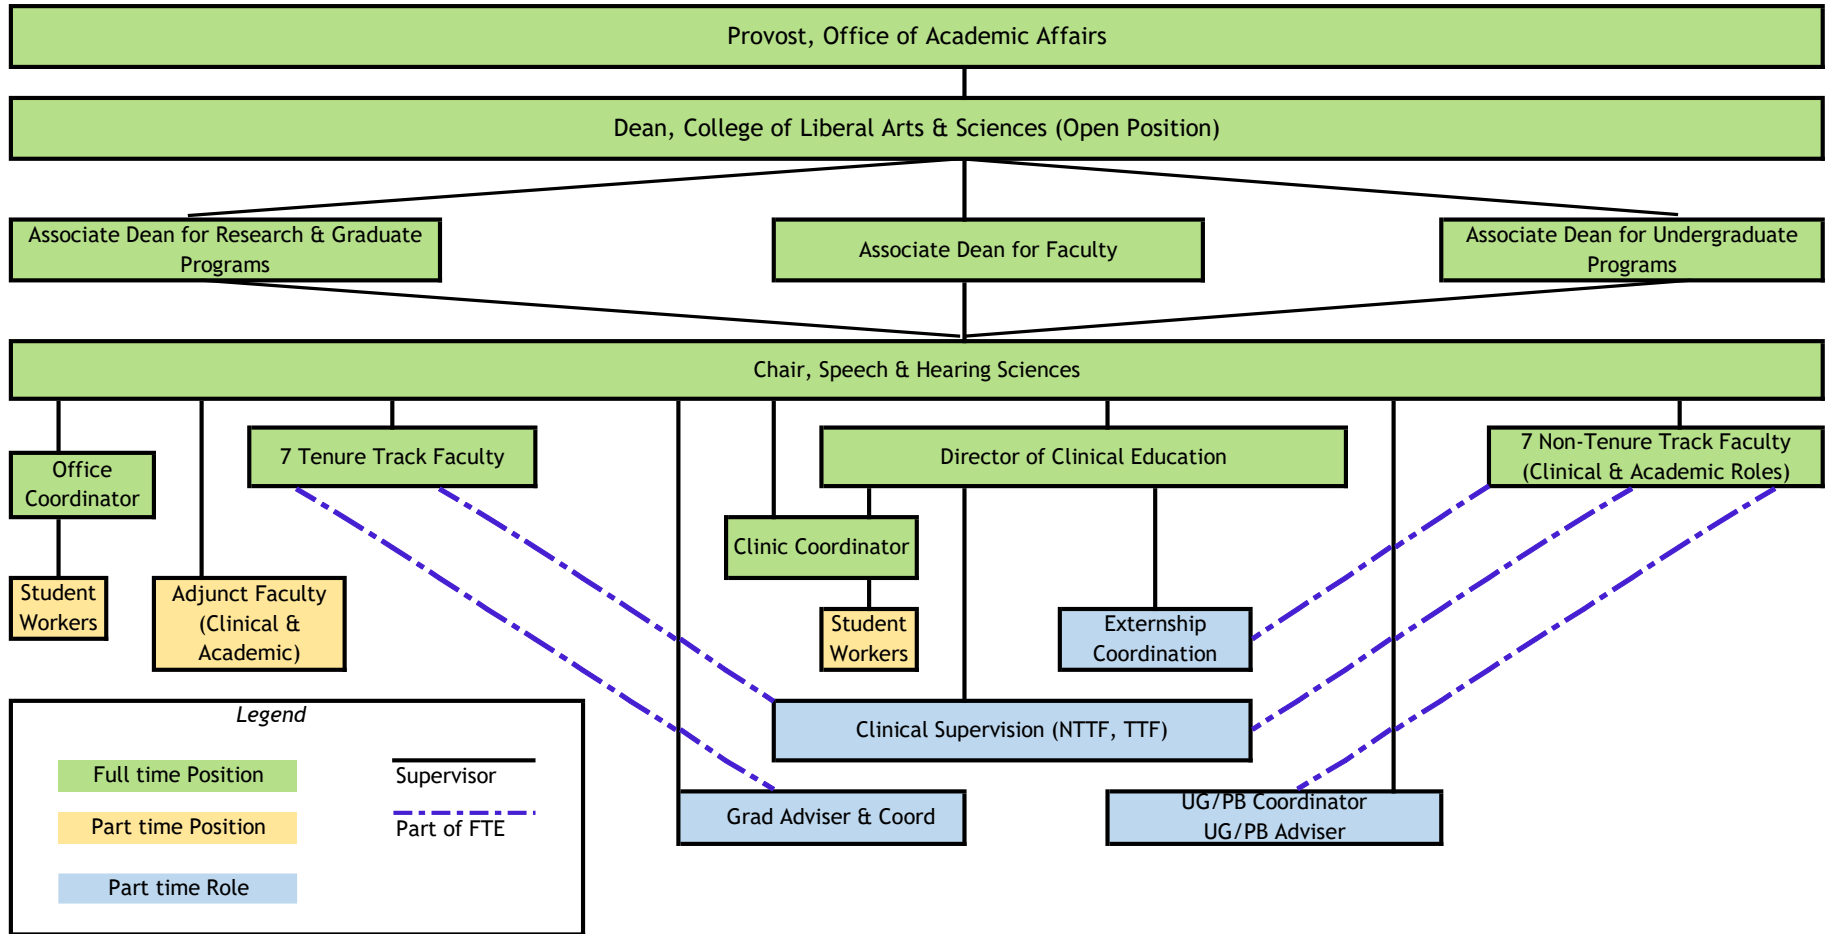 Provost, Office of Academic Affairs
Dean, College of Liberal Arts & Sciences (Open Position)
Associate Dean for Research & Graduate
Programs
Associate Dean for Faculty
Associate Dean for Undergraduate
Programs
Chair, Speech & Hearing Sciences
Office
Coordinator
7 Tenure Track Faculty
Director of Clinical Education
7 Non-Tenure Track Faculty
(Clinical & Academic Roles)
Clinic Coordinator
Student
Workers
Adjunct Faculty
(Clinical &
Academic)
Student
Workers
Externship
Coordination
Clinical Supervision (NTTF, TTF)
Grad Adviser & Coord
UG/PB Coordinator
UG/PB Adviser
Legend
Full time Position
Supervisor
Part time Position
Part of FTE
Part time Role